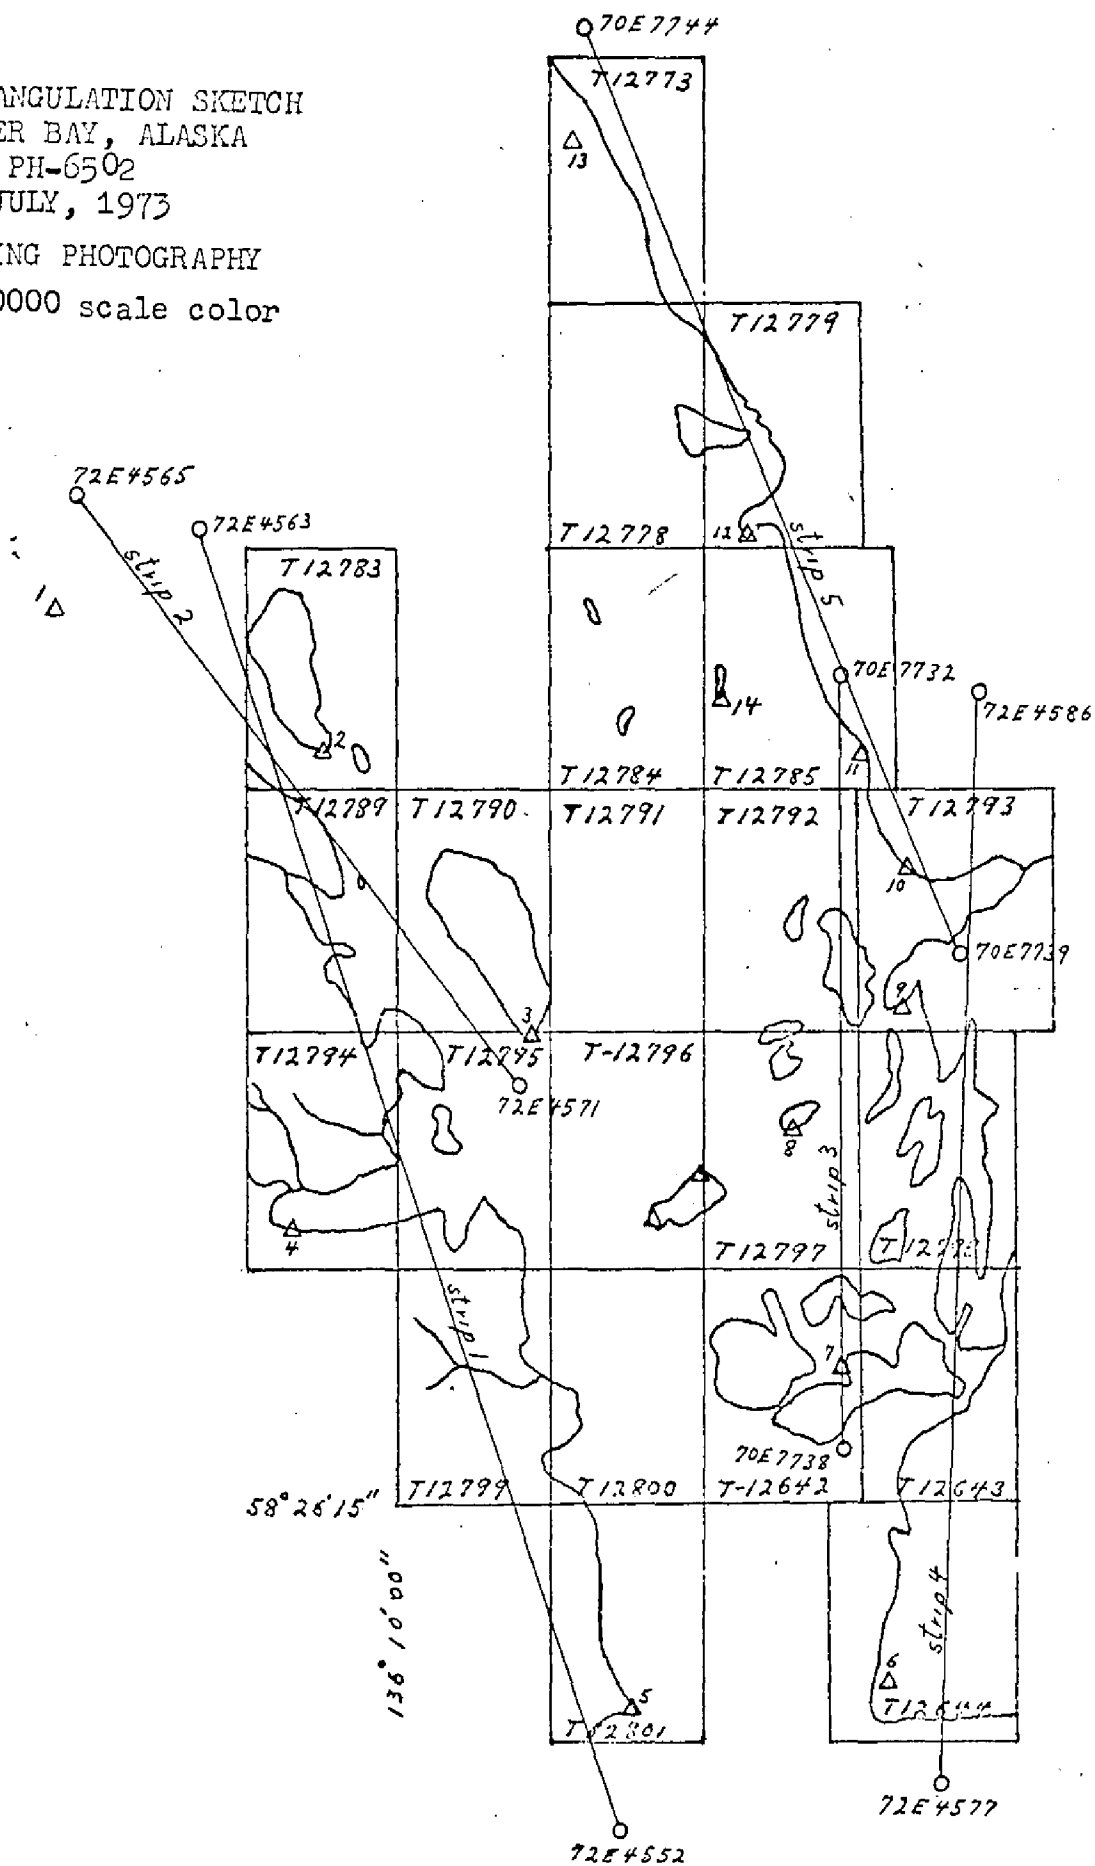 70E7744
T12773
ANGULATION SKETCH
ER BAY, ALASKA
PH-6502
JULY, 1973
ING PHOTOGRAPHY
0000 scale color
13
T12779
72E4565
72E4563
strip 2
T12778
12
strip 5
T12783
1
70E7732
72E4586
14
2
T12784
T12785
11
T12789
T12790
T12791
T12792
T12793
10
70E7739
9
3
T12794
T12795
T-12796
72E4571
8
strip 3
4
T12797
strip 1
7
70E7738
T12799
T12800
T-12642
T12643
58° 26' 15"
136° 10' 00"
strip 4
6
5
T12801
72E4577
72E4552